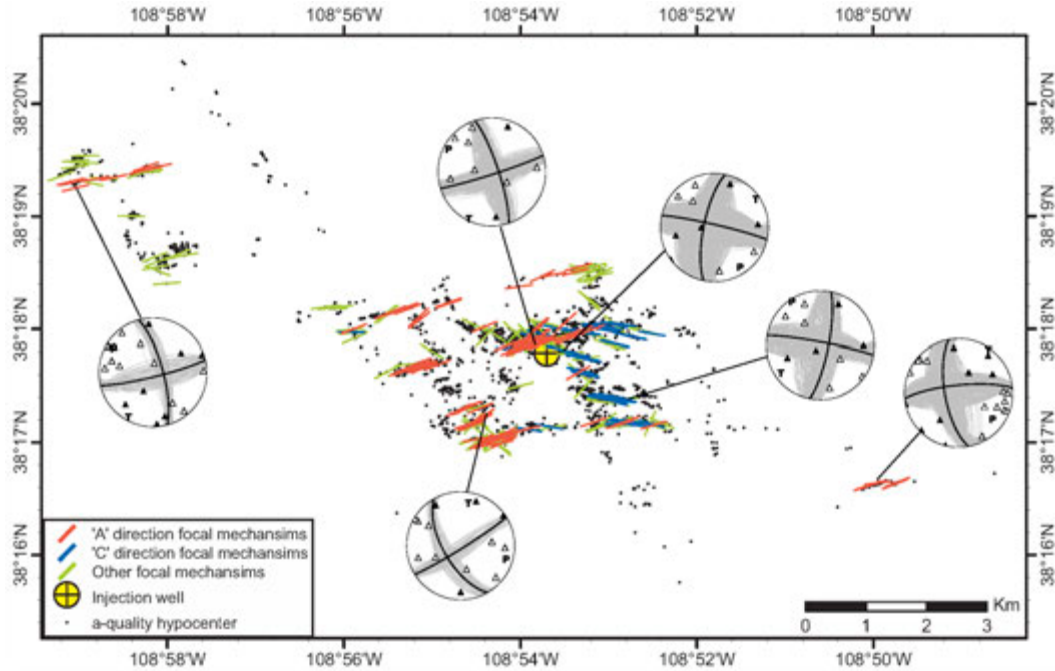 108°58'W 108°56'W 108°54'W 108°52'W 108°50'W
38°20'N 38°20'N
38°19'N 38°19'N
38°18'N 38°18'N
38°17'N 38°17'N
38°16'N 38°16'N
P
T
T
P
P
T
T
P
P
T
T
P
'A' direction focal mechansims
'C' direction focal mechansims
Other focal mechansims
Injection well
a-quality hypocenter
Km
0 1 2 3
108°58'W 108°56'W 108°54'W 108°52'W 108°50'W